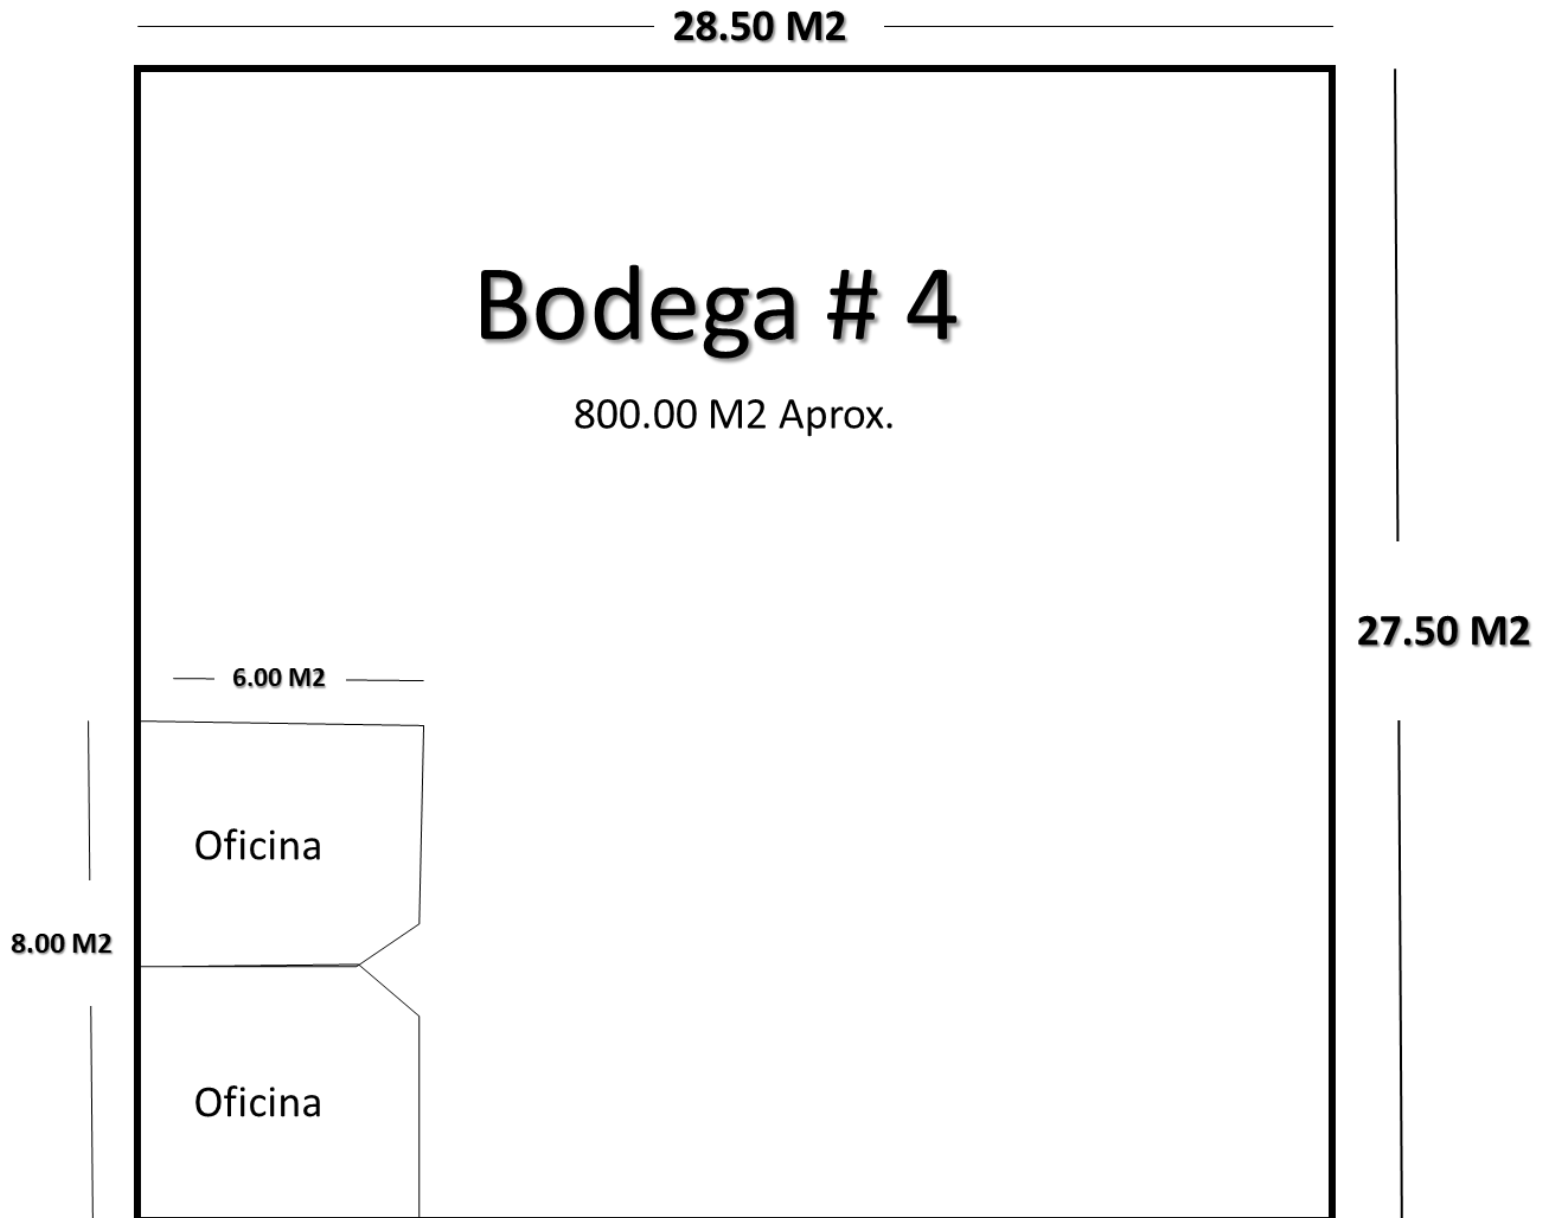 28.50 M2
Bodega # 4
800.00 M2 Aprox.
27.50 M2
6.00 M2
Oficina
8.00 M2
Oficina